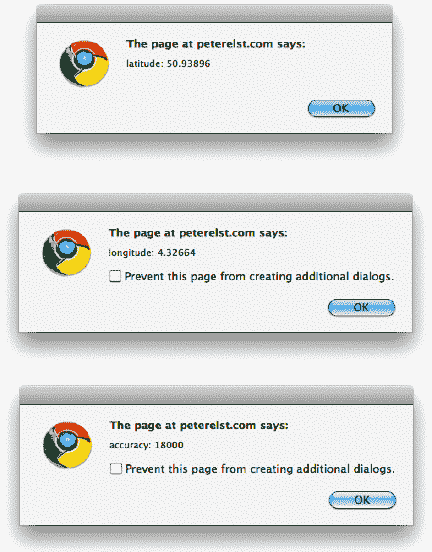 The page at peterelst.com says:
latitude: 50.93896
OK
The page at peterelst.com says:
longitude: 4.32664
Prevent this page from creating additional dialogs.
OK
The page at peterelst.com says:
accuracy: 18000
Prevent this page from creating additional dialogs.
OK